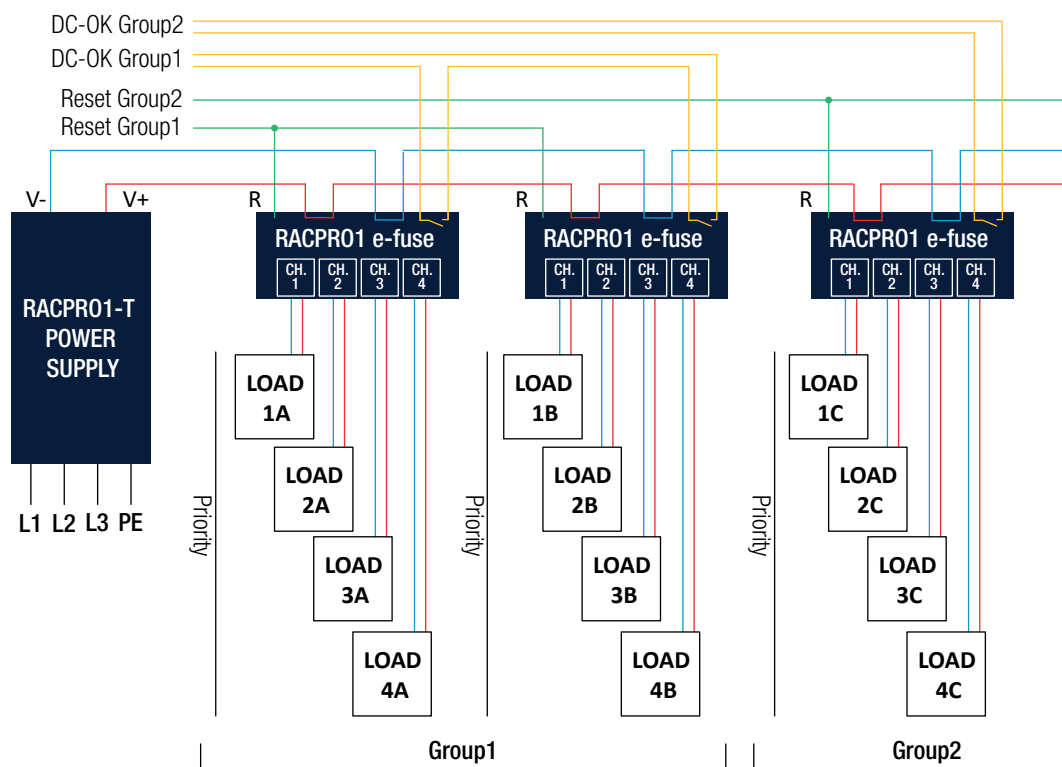 DC-OK Group2
DC-OK Group1
Reset Group2
Reset Group1
V-
V+
R
R
R
RACPRO1-T
POWER
SUPPLY
RACPRO1 e-fuse
CH.
1
CH.
2
CH.
3
CH.
4
RACPRO1 e-fuse
CH.
1
CH.
2
CH.
3
CH.
4
RACPRO1 e-fuse
CH.
1
CH.
2
CH.
3
CH.
4
L1 L2 L3 PE
Priority
LOAD
1A
LOAD
2A
LOAD
3A
LOAD
4A
Priority
LOAD
1B
LOAD
2B
LOAD
3B
LOAD
4B
Priority
LOAD
1C
LOAD
2C
LOAD
3C
LOAD
4C
Group1
Group2